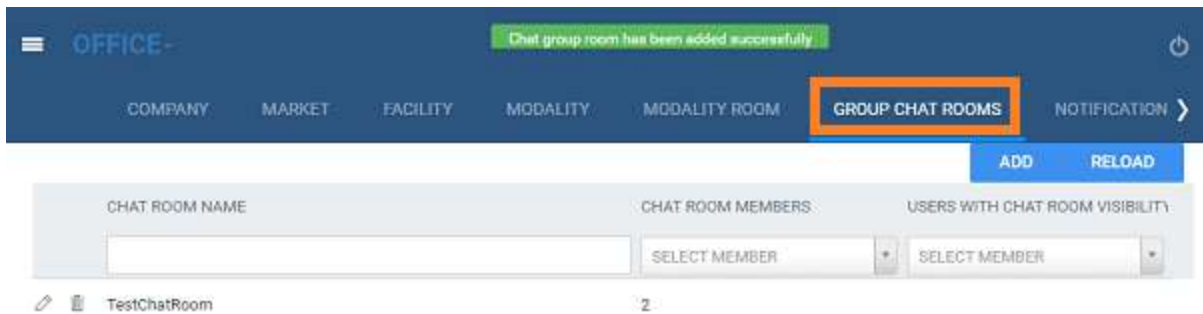 Chat group room has been added successfully
OFFICE-
COMPANY MARKET FACILITY MODALITY MODALITY ROOM GROUP CHAT ROOMS NOTIFICATION
ADD RELOAD
CHAT ROOM NAME CHAT ROOM MEMBERS USERS WITH CHAT ROOM VISIBILITY
SELECT MEMBER SELECT MEMBER
TestChatRoom 2